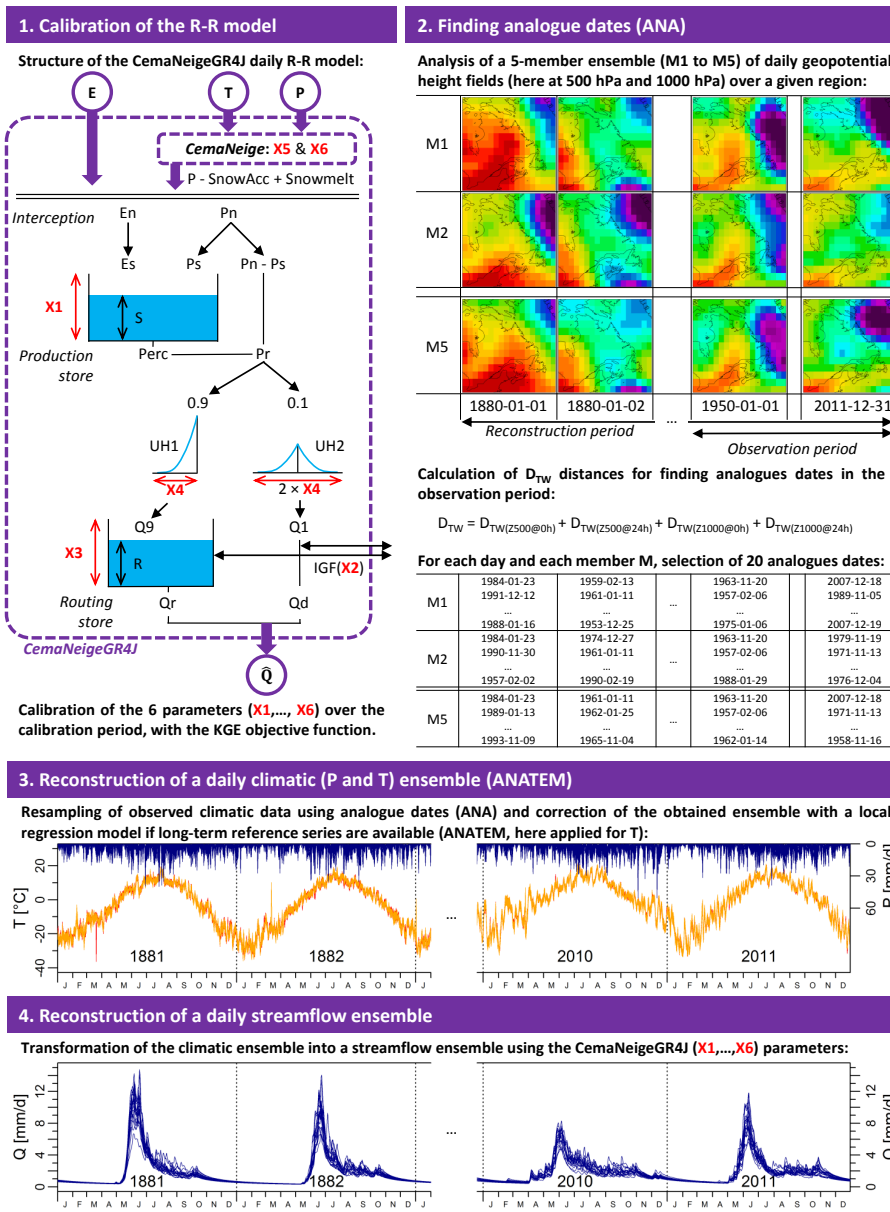 1. Calibration of the R-R model
Structure of the CemaNeigeGR4J daily R-R model:
E
T
P
CemaNeige: X5 & X6
P - SnowAcc + Snowmelt
Interception
En
Pn
Es
Ps
Pn - Ps
X1
S
Production
store
Perc
Pr
0.9
0.1
UH1
UH2
X4
2 × X4
Q9
Q1
X3
R
IGF(X2)
Routing
store
Qr
Qd
CemaNeigeGR4J
Q̂
Calibration of the 6 parameters (X1,..., X6) over the
calibration period, with the KGE objective function.
2. Finding analogue dates (ANA)
Analysis of a 5-member ensemble (M1 to M5) of daily geopotential
height fields (here at 500 hPa and 1000 hPa) over a given region:
M1
M2
M5
1880-01-01 1880-01-02 ... 1950-01-01 2011-12-31
Reconstruction period
Observation period
Calculation of DTW distances for finding analogues dates in the
observation period:
DTW = DTW(Z500@0h) + DTW(Z500@24h) + DTW(Z1000@0h) + DTW(Z1000@24h)
For each day and each member M, selection of 20 analogues dates:
1984-01-23 1959-02-13 1963-11-20 2007-12-18
M1 1991-12-12 1961-01-11 ... 1957-02-06 1989-11-05
... ... ... ...
1988-01-16 1953-12-25 1975-01-06 2007-12-19
1984-01-23 1974-12-27 1963-11-20 1979-11-19
M2 1990-11-30 1961-01-11 ... 1957-02-06 1971-11-13
... ... ... ...
1957-02-02 1990-02-19 1988-01-29 1976-12-04
1984-01-23 1961-01-11 1963-11-20 2007-12-18
M5 1989-01-13 1962-01-25 ... 1957-02-06 1971-11-13
... ... ... ...
1993-11-09 1965-11-04 1962-01-14 1958-11-16
3. Reconstruction of a daily climatic (P and T) ensemble (ANATEM)
Resampling of observed climatic data using analogue dates (ANA) and correction of the obtained ensemble with a local
regression model if long-term reference series are available (ANATEM, here applied for T):
T [°C]
20
0
-20
-40
1881
1882
...
2010
2011
0
30
60
P [mm/d]
J F M A M J J A S O N D J F M A M J J A S O N D J
J F M A M J J A S O N D J F M A M J J A S O N D
4. Reconstruction of a daily streamflow ensemble
Transformation of the climatic ensemble into a streamflow ensemble using the CemaNeigeGR4J (X1,...,X6) parameters:
Q [mm/d]
12
8
4
0
1881
1882
...
2010
2011
12
8
4
0
Q [mm/d]
J F M A M J J A S O N D J F M A M J J A S O N D J
J F M A M J J A S O N D J F M A M J J A S O N D